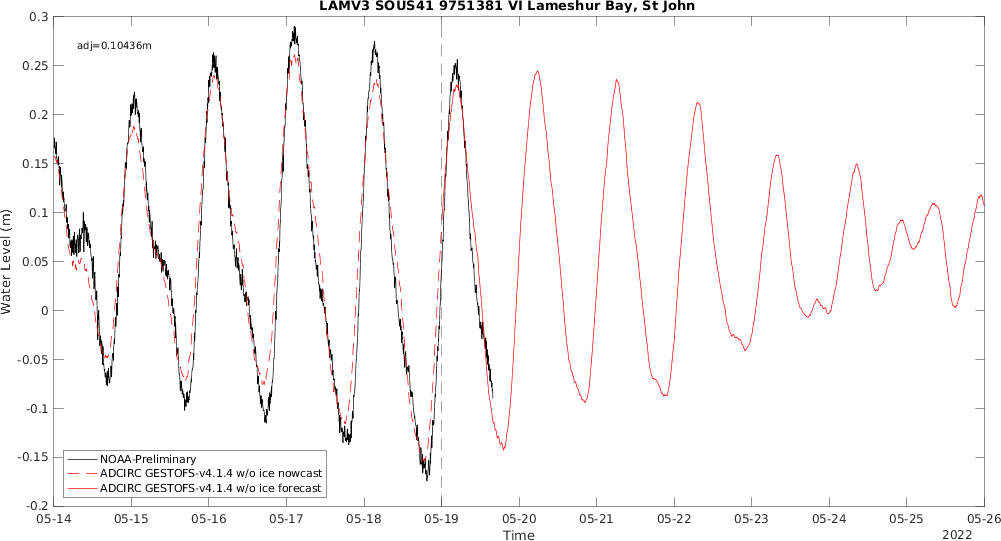 LAMV3 SOUS41 9751381 VI Lameshur Bay, St John
0.3
adj=0.10436m
0.25
0.2
0.15
0.1
0.05
0
-0.05
-0.1
-0.15
-0.2
Water Level (m)
NOAA-Preliminary
ADCIRC GESTOFS-v4.1.4 w/o ice nowcast
ADCIRC GESTOFS-v4.1.4 w/o ice forecast
05-14 05-15 05-16 05-17 05-18 05-19 05-20 05-21 05-22 05-23 05-24 05-25 05-26
Time
2022